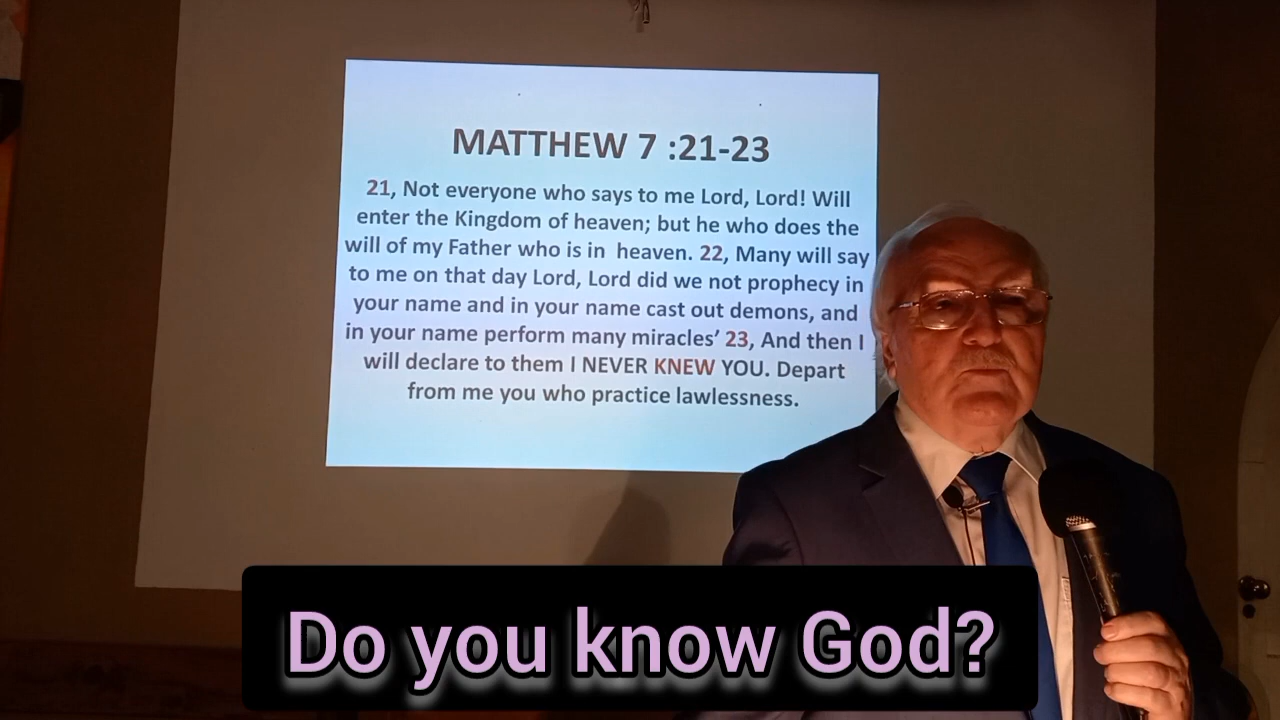 MATTHEW 7 :21-23
21, Not everyone who says to me Lord, Lord! Will
enter the Kingdom of heaven; but he who does the
will of my Father who is in  heaven. 22, Many will say
to me on that day Lord, Lord did we not prophecy in
your name and in your name cast out demons, and
in your name perform many miracles’ 23, And then I
will declare to them I NEVER KNEW YOU. Depart
from me you who practice lawlessness.
Do you know God?